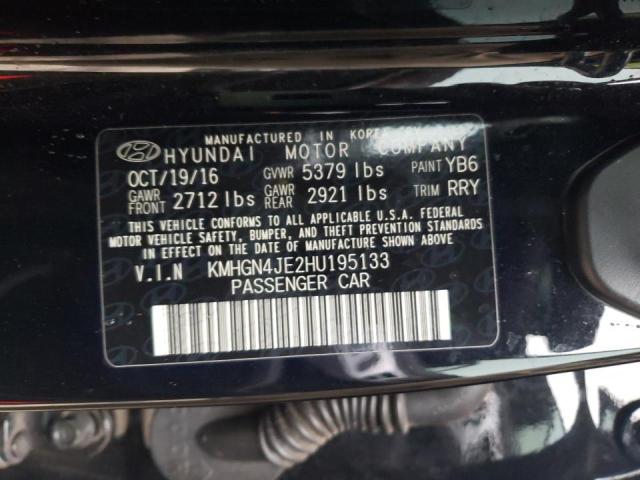 MANUFACTURED IN KOREA BY
HYUNDAI MOTOR COMPANY
OCT/19/16 GVWR 5379 lbs PAINT YB6
GAWR FRONT 2712 lbs GAWR REAR 2921 lbs TRIM RRY
THIS VEHICLE CONFORMS TO ALL APPLICABLE U.S.A. FEDERAL
MOTOR VEHICLE SAFETY, BUMPER, AND THEFT PREVENTION STANDARDS
IN EFFECT ON THE DATE OF MANUFACTURE SHOWN ABOVE.
V.I.N KMHGN4JE2HU195133
PASSENGER CAR